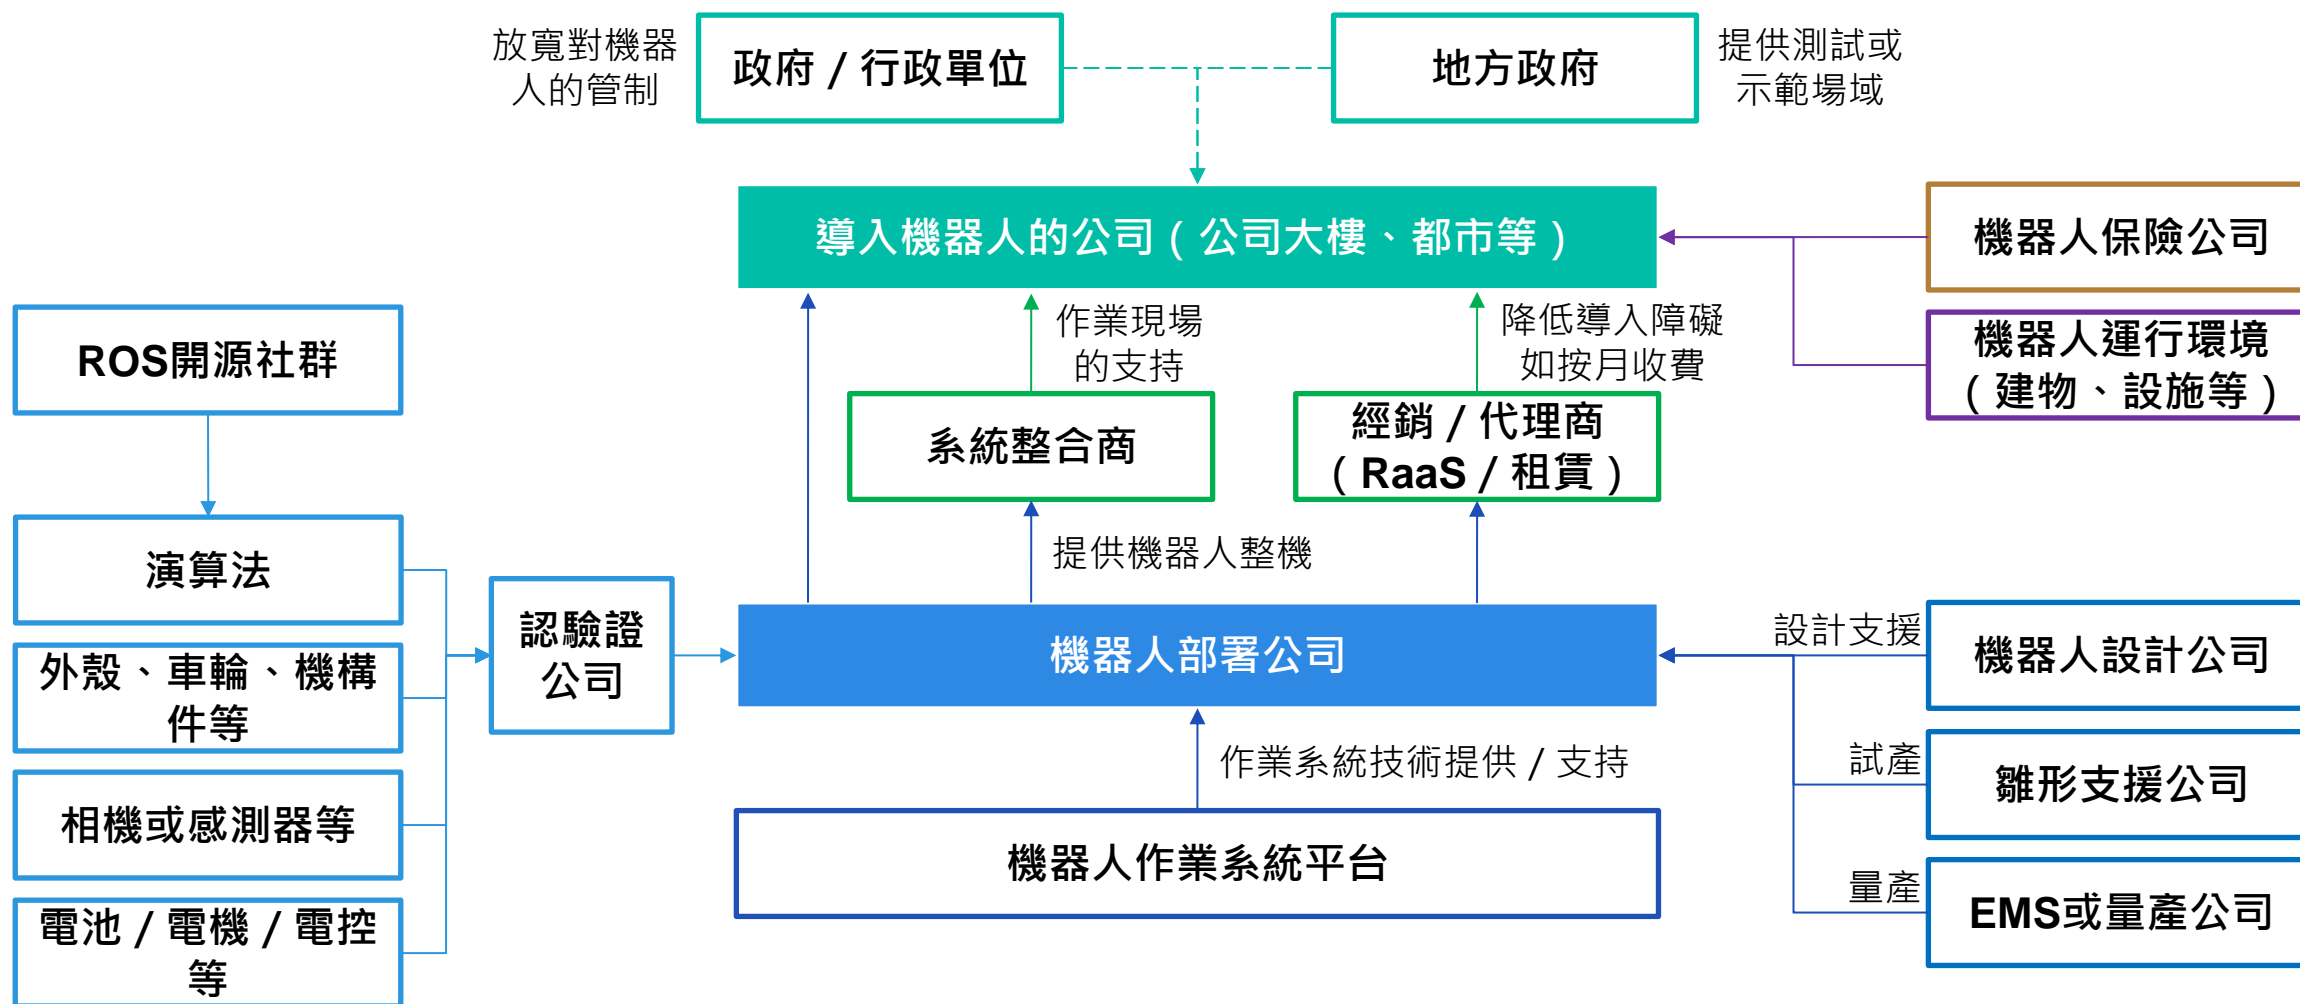 放寬對機器
人的管制
政府／行政單位
地方政府
提供測試或
示範場域
導入機器人的公司（公司大樓、都市等）
機器人保險公司
機器人運行環境
（建物、設施等）
作業現場
的支持
降低導入障礙
如按月收費
ROS開源社群
系統整合商
經銷／代理商
（RaaS／租賃）
演算法
提供機器人整機
認驗證
公司
機器人部署公司
設計支援
機器人設計公司
外殼、車輪、機構
件等
作業系統技術提供／支持
試產
雛形支援公司
相機或感測器等
機器人作業系統平台
量產
EMS或量產公司
電池／電機／電控
等